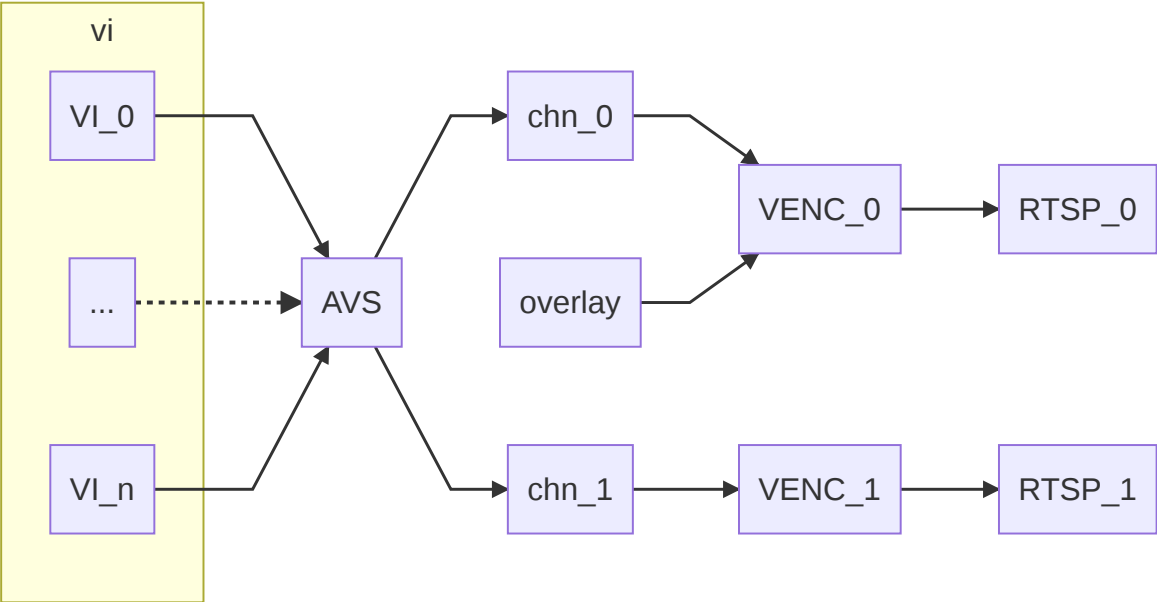 vi
VI_0
chn_0
VENC_0
RTSP_0
...
AVS
overlay
VI_n
chn_1
VENC_1
RTSP_1